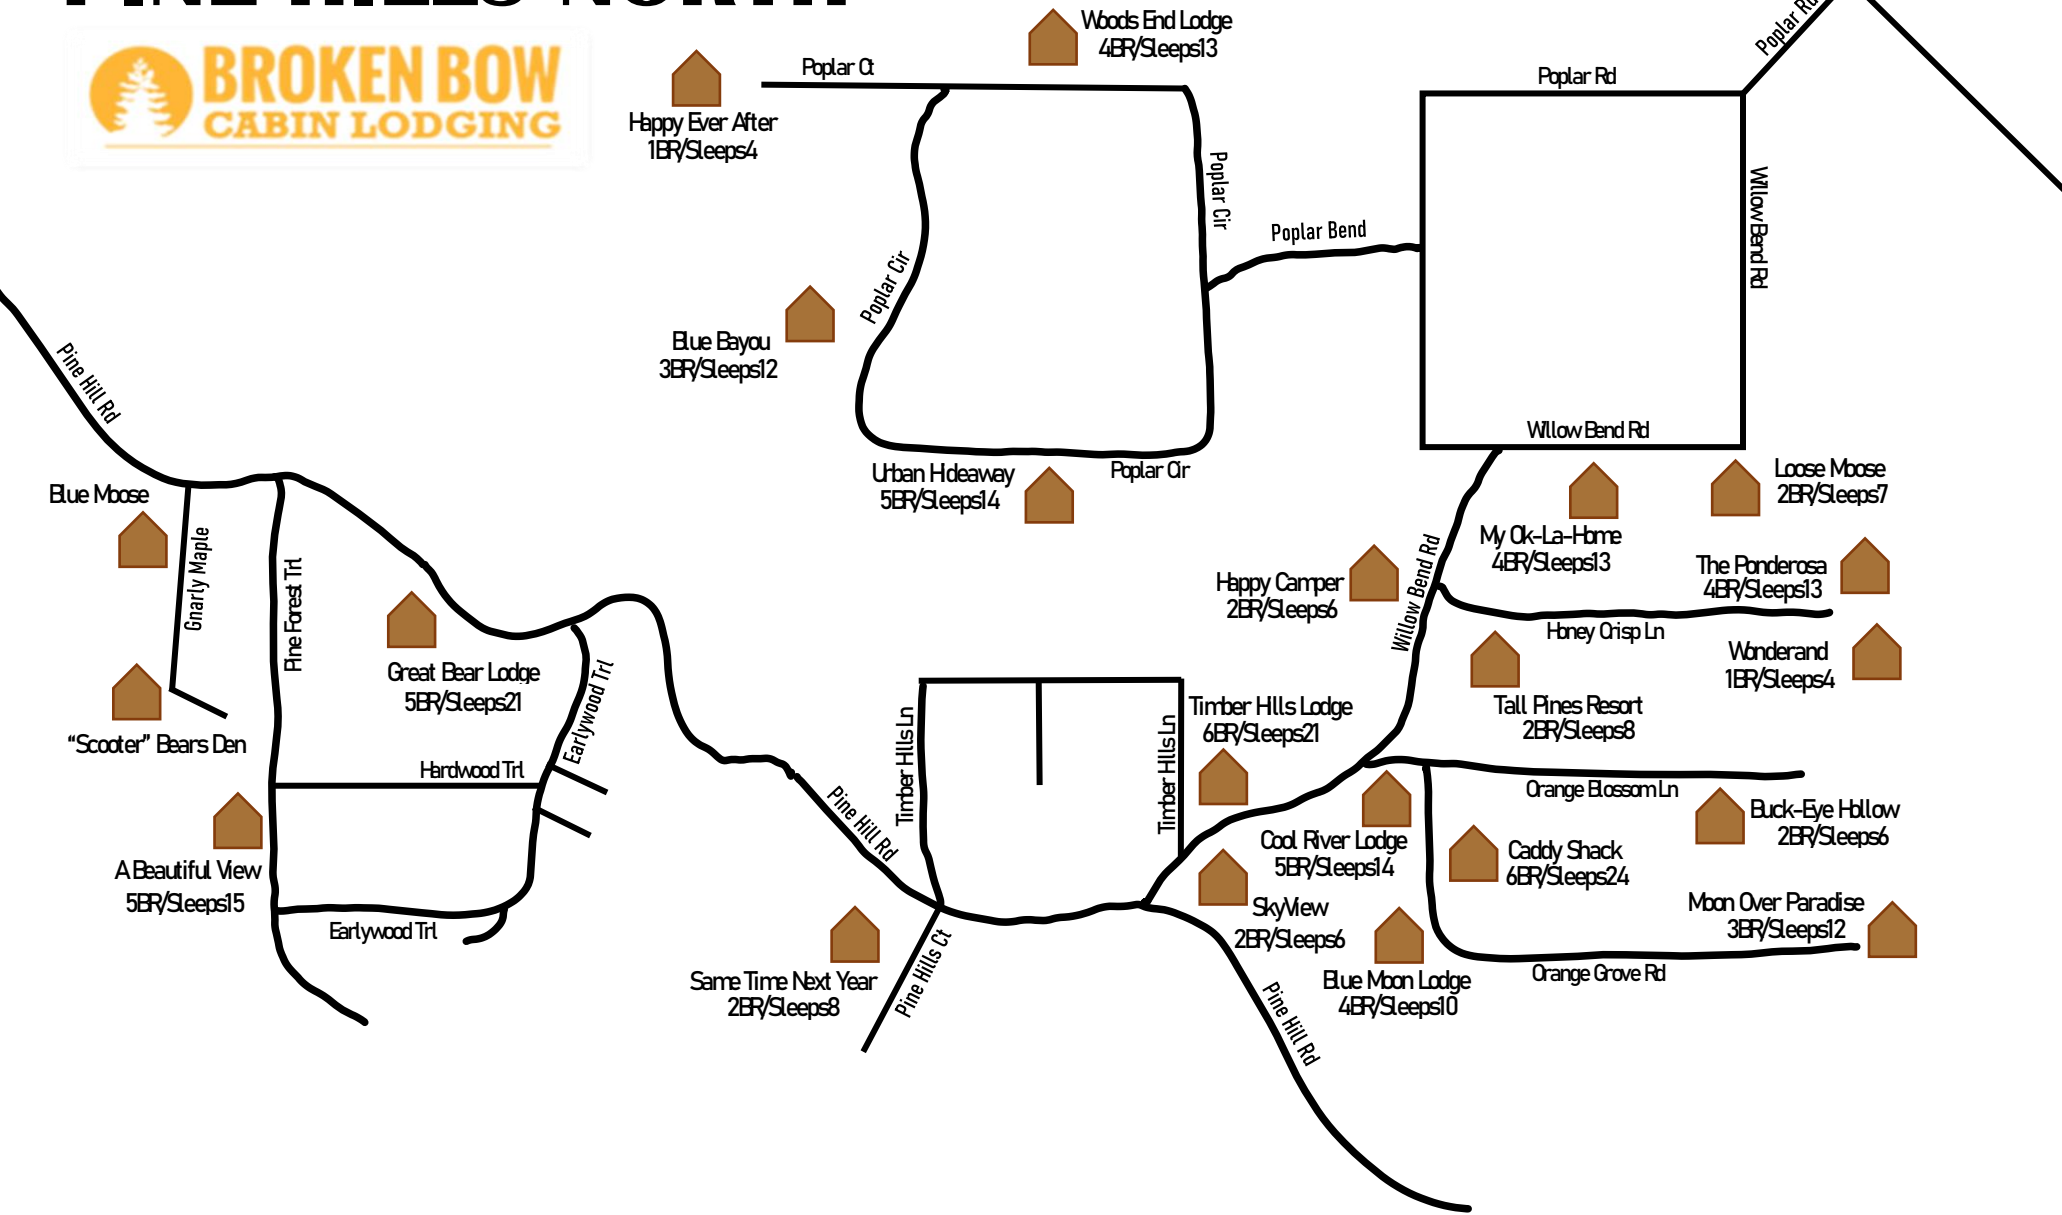 PINE HILLS NORTH
BROKEN BOW
CABIN LODGING
Woods End Lodge
4BR/Sleeps13
Poplar Ct
Happy Ever After
1BR/Sleeps4
Poplar Rd
Poplar Rd
Poplar Cir
Poplar Bend
Willow Bend Rd
Poplar Cir
Blue Bayou
3BR/Sleeps12
Pine Hill Rd
Willow Bend Rd
Urban Hideaway
5BR/Sleeps14
Poplar Cir
Loose Moose
2BR/Sleeps7
Blue Moose
Gnarly Maple
Pine Forest Trl
My Ok-La-Home
4BR/Sleeps13
The Ponderosa
4BR/Sleeps13
Happy Camper
2BR/Sleeps6
Willow Bend Rd
Honey Crisp Ln
Wonderand
1BR/Sleeps4
Great Bear Lodge
5BR/Sleeps21
Earlywood Trl
"Scooter" Bears Den
Timber Hills Ln
Timber Hills Ln
Timber Hills Lodge
6BR/Sleeps21
Tall Pines Resort
2BR/Sleeps8
Hardwood Trl
Orange Blossom Ln
Buck-Eye Hollow
2BR/Sleeps6
Pine Hill Rd
Cool River Lodge
5BR/Sleeps14
Caddy Shack
6BR/Sleeps24
A Beautiful View
5BR/Sleeps15
SkyView
2BR/Sleeps6
Moon Over Paradise
3BR/Sleeps12
Earlywood Trl
Same Time Next Year
2BR/Sleeps8
Pine Hills Ct
Blue Moon Lodge
4BR/Sleeps10
Orange Grove Rd
Pine Hill Rd